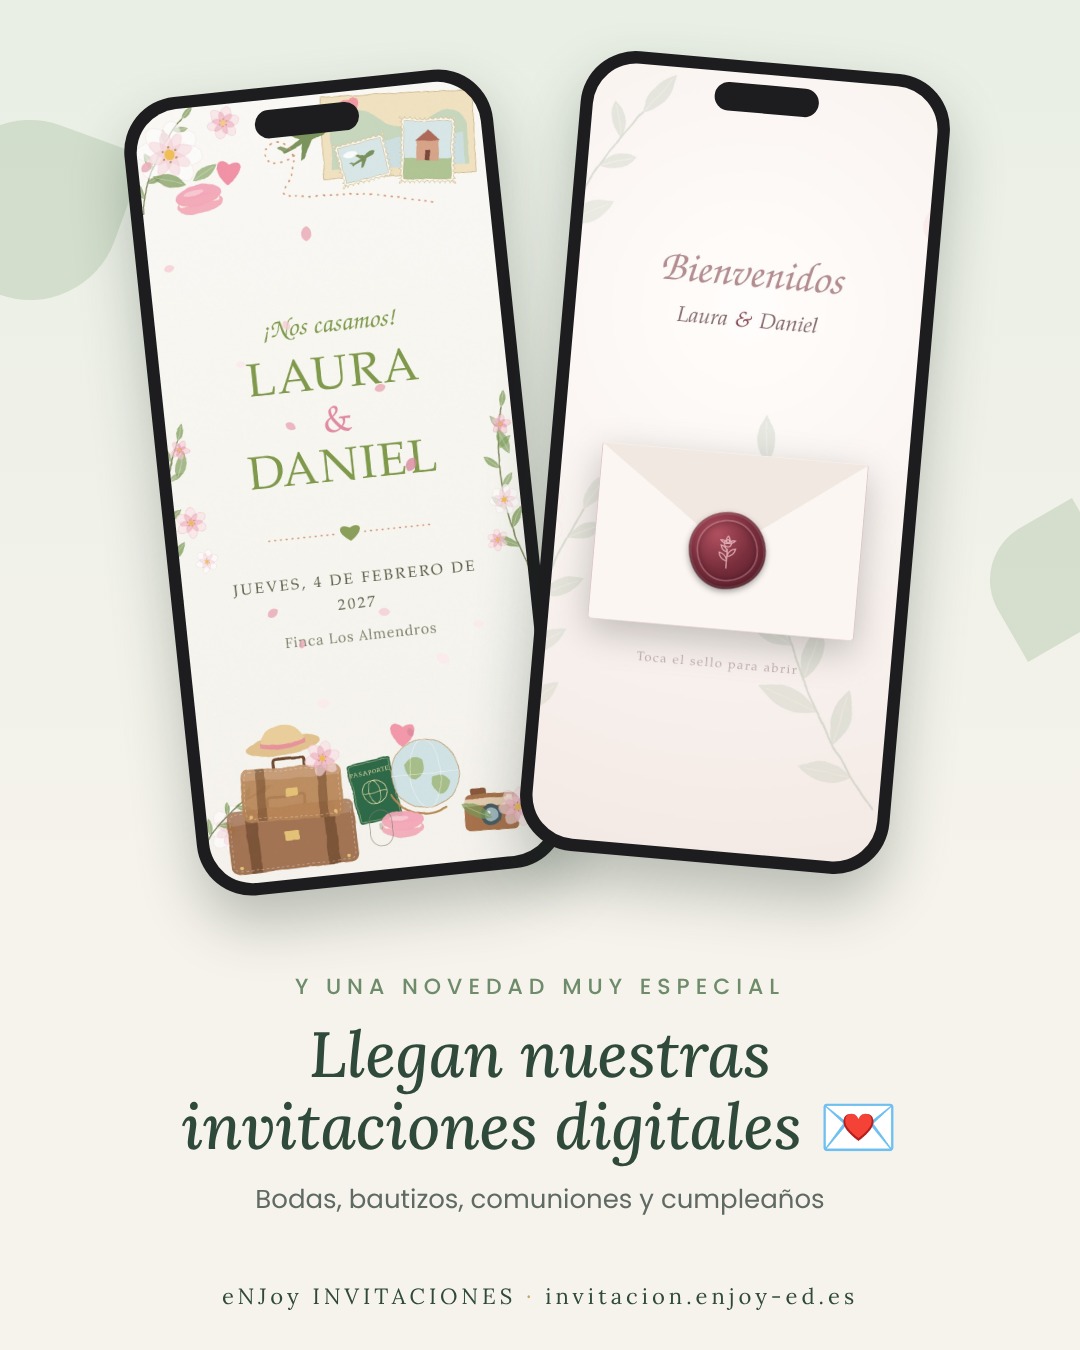 ¡Nos casamos!
LAURA
&
DANIEL
JUEVES, 4 DE FEBRERO DE
2027
Finca Los Almendros
PASAPORTE
Bienvenidos
Laura & Daniel
Toca el sello para abrir
Y UNA NOVEDAD MUY ESPECIAL
Llegan nuestras
invitaciones digitales 💌
Bodas, bautizos, comuniones y cumpleaños
eNJoy INVITACIONES · invitacion.enjoy-ed.es